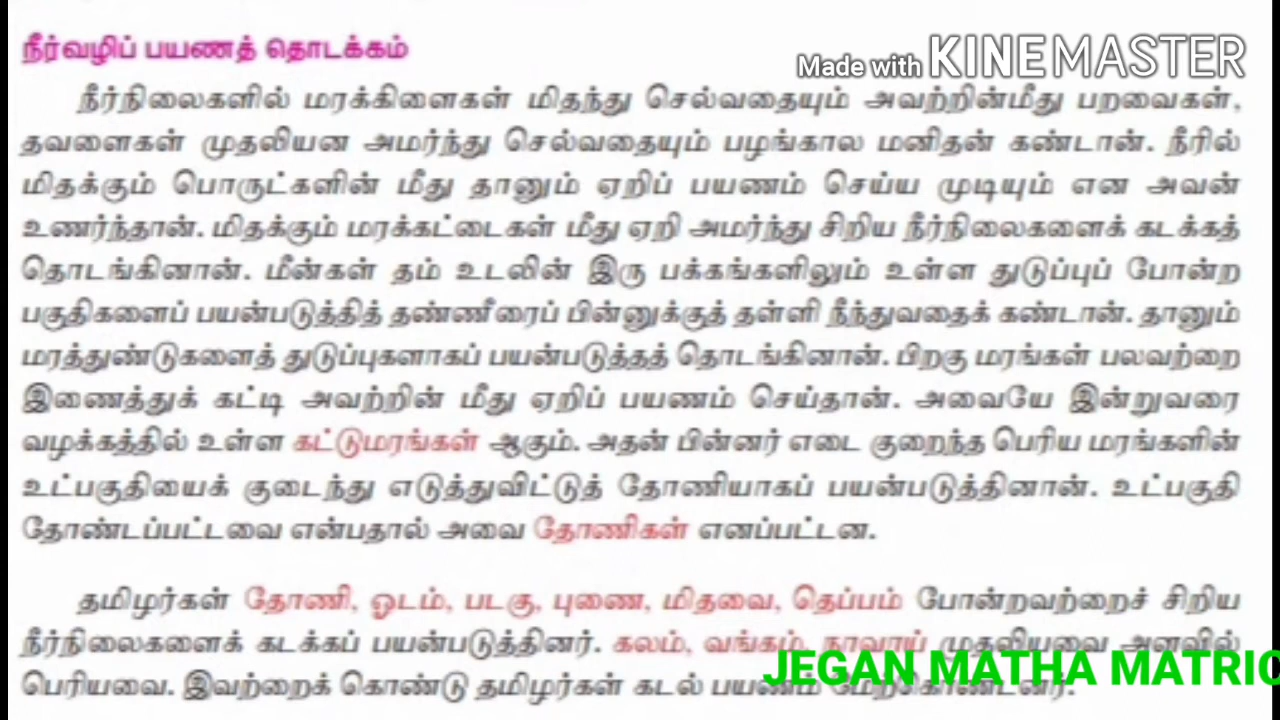 நீர்வழிப் பயணத் தொடக்கம்
Made with KINEMASTER
நீர்நிலைகளில் மரக்கிளைகள் மிதந்து செல்வதையும் அவற்றின்மீது பறவைகள்,
தவளைகள் முதலியன அமர்ந்து செல்வதையும் பழங்கால மனிதன் கண்டான். நீரில்
மிதக்கும் பொருட்களின் மீது தானும் ஏறிப் பயணம் செய்ய முடியும் என அவன்
உணர்ந்தான். மிதக்கும் மரக்கட்டைகள் மீது ஏறி அமர்ந்து சிறிய நீர்நிலைகளைக் கடக்கத்
தொடங்கினான். மீன்கள் தம் உடலின் இரு பக்கங்களிலும் உள்ள துடுப்புப் போன்ற
பகுதிகளைப் பயன்படுத்தித் தண்ணீரைப் பின்னுக்குத் தள்ளி நீந்துவதைக் கண்டான். தானும்
மரத்துண்டுகளைத் துடுப்புகளாகப் பயன்படுத்தத் தொடங்கினான். பிறகு மரங்கள் பலவற்றை
இணைத்துக் கட்டி அவற்றின் மீது ஏறிப் பயணம் செய்தான். அவையே இன்றுவரை
வழக்கத்தில் உள்ள கட்டுமரங்கள் ஆகும். அதன் பின்னர் எடை குறைந்த பெரிய மரங்களின்
உட்பகுதியைக் குடைந்து எடுத்துவிட்டுத் தோணியாகப் பயன்படுத்தினான். உட்பகுதி
தோண்டப்பட்டவை என்பதால் அவை தோணிகள் எனப்பட்டன.
தமிழர்கள் தோணி, ஓடம், படகு, புணை, மிதவை, தெப்பம் போன்றவற்றைச் சிறிய
நீர்நிலைகளைக் கடக்கப் பயன்படுத்தினர். கலம், வங்கம், நாவாய் முதலியவை அளவில்
பெரியவை. இவற்றைக் கொண்டு தமிழர்கள் கடல் பயணம் மேற்கொண்டனர்.
JEGAN MATHA MATRIC